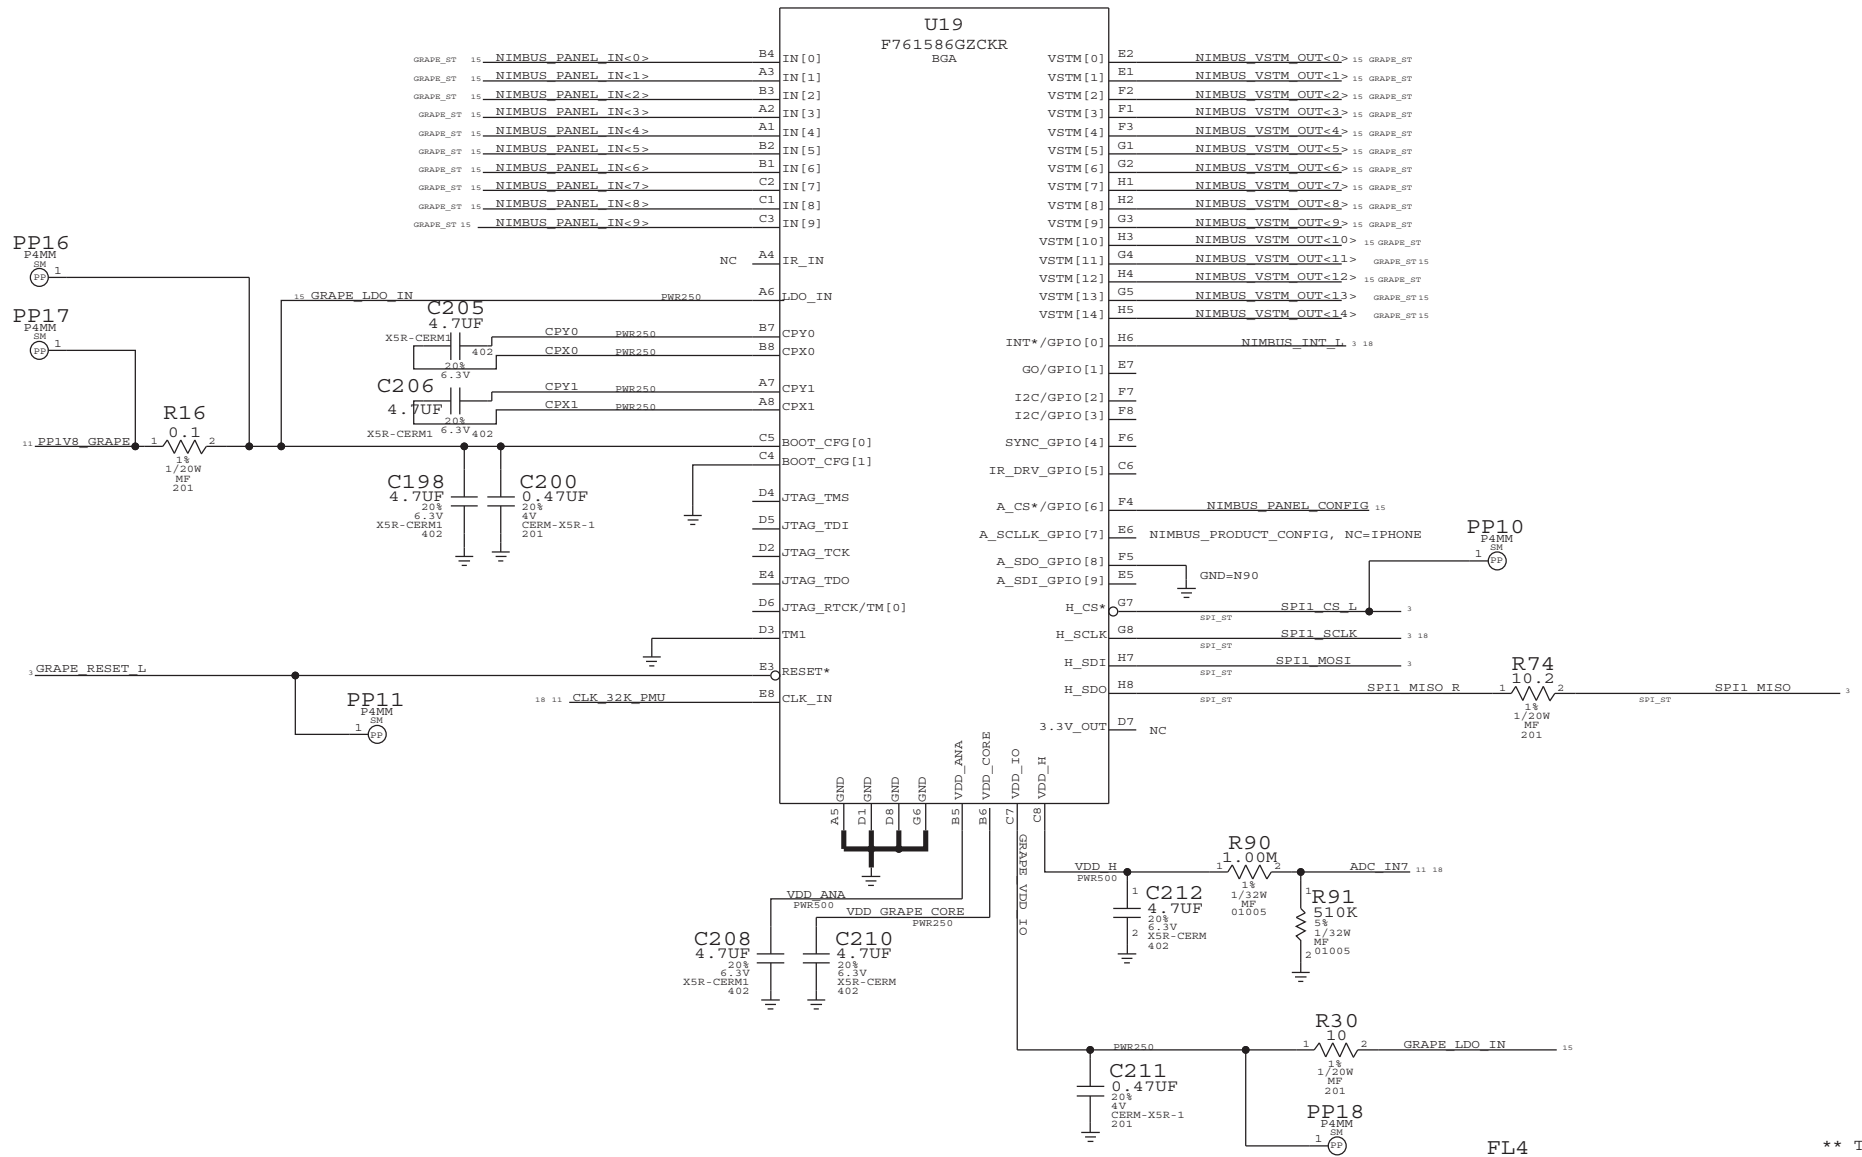 U19
F761586GZCKR
BGA
GRAPE_ST 15 NIMBUS_PANEL_IN<0> B4 IN[0]
GRAPE_ST 15 NIMBUS_PANEL_IN<1> A3 IN[1]
GRAPE_ST 15 NIMBUS_PANEL_IN<2> B3 IN[2]
GRAPE_ST 15 NIMBUS_PANEL_IN<3> A2 IN[3]
GRAPE_ST 15 NIMBUS_PANEL_IN<4> A1 IN[4]
GRAPE_ST 15 NIMBUS_PANEL_IN<5> B2 IN[5]
GRAPE_ST 15 NIMBUS_PANEL_IN<6> B1 IN[6]
GRAPE_ST 15 NIMBUS_PANEL_IN<7> C2 IN[7]
GRAPE_ST 15 NIMBUS_PANEL_IN<8> C1 IN[8]
GRAPE_ST 15 NIMBUS_PANEL_IN<9> C3 IN[9]
NC A4 IR_IN
15 GRAPE_LDO_IN PWR250 A6 LDO_IN
PP16
P4MM
SM
PP 1
PP17
P4MM
SM
PP 1
C205
4.7UF
X5R-CERM1
402
20%
6.3V
CPY0 PWR250 B7 CPY0
CPX0 PWR250 B8 CPX0
C206
4.7UF
20%
6.3V
X5R-CERM1 402
CPY1 PWR250 A7 CPY1
CPX1 PWR250 A8 CPX1
R16
0.1
11 PP1V8_GRAPE 1 2
1%
1/20W
MF
201
C5 BOOT_CFG[0]
C4 BOOT_CFG[1]
C198
4.7UF
20%
6.3V
X5R-CERM1
402
C200
0.47UF
20%
4V
CERM-X5R-1
201
D4 JTAG_TMS
D5 JTAG_TDI
D2 JTAG_TCK
E4 JTAG_TDO
D6 JTAG_RTCK/TM[0]
D3 TM1
3 GRAPE_RESET_L E3 RESET*
18 11 CLK_32K_PMU E8 CLK_IN
PP11
P4MM
SM
1 PP
VSTM[0] E2 NIMBUS_VSTM_OUT<0> 15 GRAPE_ST
VSTM[1] E1 NIMBUS_VSTM_OUT<1> 15 GRAPE_ST
VSTM[2] F2 NIMBUS_VSTM_OUT<2> 15 GRAPE_ST
VSTM[3] F1 NIMBUS_VSTM_OUT<3> 15 GRAPE_ST
VSTM[4] F3 NIMBUS_VSTM_OUT<4> 15 GRAPE_ST
VSTM[5] G1 NIMBUS_VSTM_OUT<5> 15 GRAPE_ST
VSTM[6] G2 NIMBUS_VSTM_OUT<6> 15 GRAPE_ST
VSTM[7] H1 NIMBUS_VSTM_OUT<7> 15 GRAPE_ST
VSTM[8] H2 NIMBUS_VSTM_OUT<8> 15 GRAPE_ST
VSTM[9] G3 NIMBUS_VSTM_OUT<9> 15 GRAPE_ST
VSTM[10] H3 NIMBUS_VSTM_OUT<10> 15 GRAPE_ST
VSTM[11] G4 NIMBUS_VSTM_OUT<11> GRAPE_ST 15
VSTM[12] H4 NIMBUS_VSTM_OUT<12> 15 GRAPE_ST
VSTM[13] G5 NIMBUS_VSTM_OUT<13> GRAPE_ST 15
VSTM[14] H5 NIMBUS_VSTM_OUT<14> GRAPE_ST 15
INT*/GPIO[0] H6 NIMBUS_INT_L 3 18
GO/GPIO[1] E7
I2C/GPIO[2] F7
I2C/GPIO[3] F8
SYNC_GPIO[4] F6
IR_DRV_GPIO[5] C6
A_CS*/GPIO[6] F4 NIMBUS_PANEL_CONFIG 15
A_SCLLK_GPIO[7] E6 NIMBUS_PRODUCT_CONFIG, NC=IPHONE
A_SDO_GPIO[8] F5 GND=N90
A_SDI_GPIO[9] E5
PP10
P4MM
SM
1 PP
H_CS* G7 SPI_ST SPI1_CS_L 3
H_SCLK G8 SPI_ST SPI1_SCLK 3 18
H_SDI H7 SPI_ST SPI1_MOSI 3
H_SDO H8 SPI_ST SPI1_MISO_R 1 2 SPI_ST SPI1_MISO 3
R74
10.2
1%
1/20W
MF
201
3.3V_OUT D7 NC
A5 GND
D1 GND
D8 GND
G6 GND
B5 VDD_ANA
B6 VDD_CORE
C7 VDD_IO
C8 VDD_H
GRAPE_VDD_IO
VDD_ANA
PWR500
VDD_GRAPE_CORE
PWR250
C208
4.7UF
20%
6.3V
X5R-CERM1
402
C210
4.7UF
20%
6.3V
X5R-CERM
402
VDD_H
PWR500
1 C212
4.7UF
20%
6.3V
2 X5R-CERM
402
R90
1.00M
1 2
1%
1/32W
MF
01005
ADC_IN7 11 18
1 R91
510K
5%
1/32W
MF
2 01005
PWR250
C211
0.47UF
20%
4V
CERM-X5R-1
201
R30
10
1 2 GRAPE_LDO_IN 15
1%
1/20W
MF
201
PP18
P4MM
SM
1 PP
FL4
** T